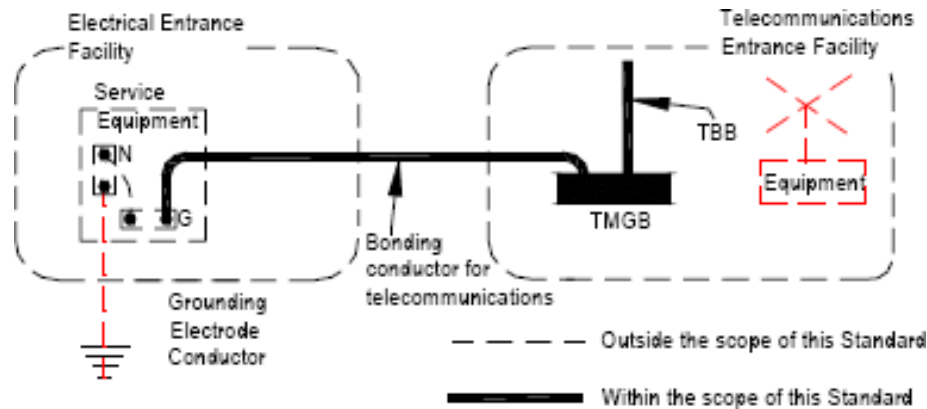 Electrical Entrance
Facility
Service
Equipment
N
G
Grounding
Electrode
Conductor
Bonding
conductor for
telecommunications
Telecommunications
Entrance Facility
TBB
TMGB
Equipment
Outside the scope of this Standard
Within the scope of this Standard